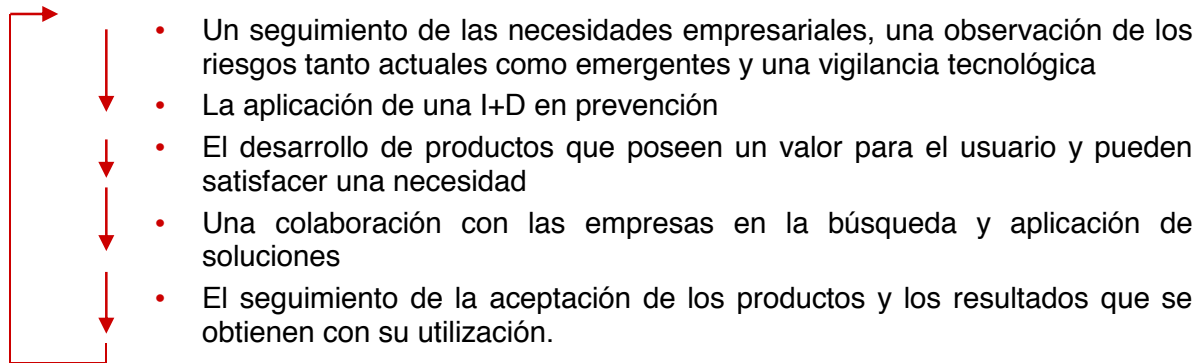 • Un seguimiento de las necesidades empresariales, una observación de los
riesgos tanto actuales como emergentes y una vigilancia tecnológica
• La aplicación de una I+D en prevención
• El desarrollo de productos que poseen un valor para el usuario y pueden
satisfacer una necesidad
• Una colaboración con las empresas en la búsqueda y aplicación de
soluciones
• El seguimiento de la aceptación de los productos y los resultados que se
obtienen con su utilización.